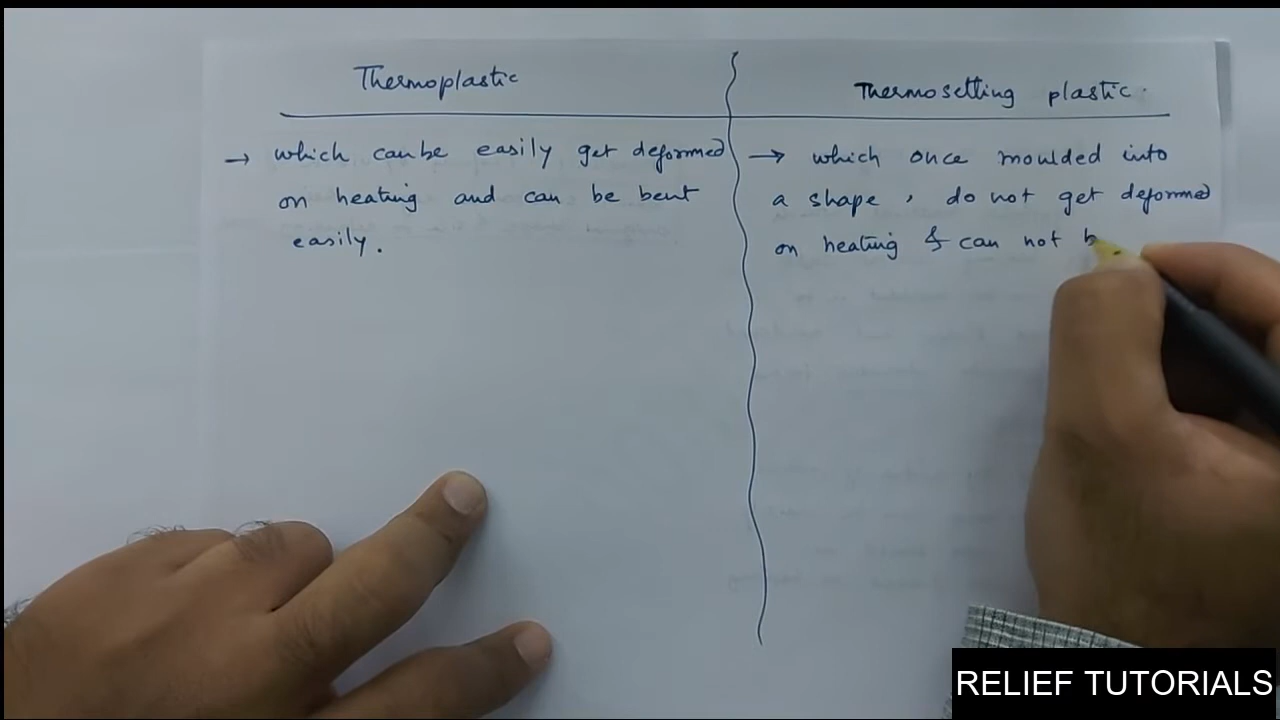 Thermoplastic
→ which can be easily get deformed
on heating and can be bent
easily.
Thermosetting plastic.
→ which once moulded into
a shape, do not get deformed
on heating & can not b
RELIEF TUTORIALS